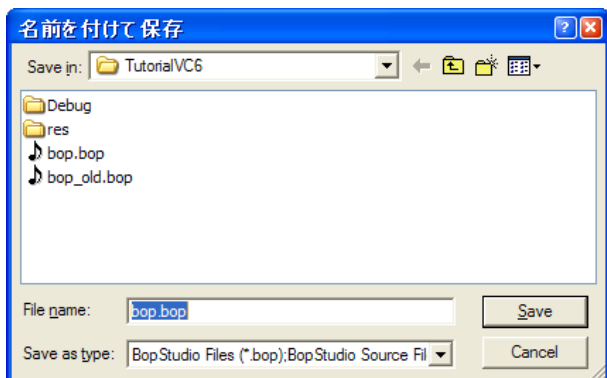 名前を付けて保存
Save in: TutorialVC6
Debug
res
bop.bop
bop_old.bop
File name: bop.bop Save
Save as type: BopStudio Files (*.bop);BopStudio Source Fil Cancel